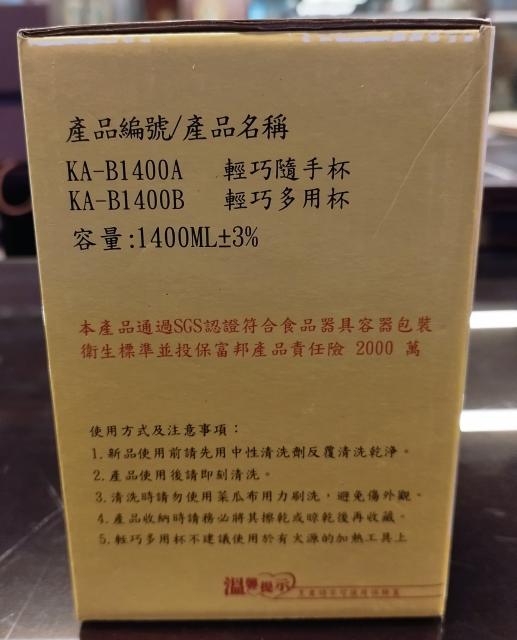 產品編號/產品名稱
KA-B1400A 輕巧隨手杯
KA-B1400B 輕巧多用杯
容量:1400ML±3%
本產品通過SGS認證符合食品器具容器包裝
衛生標準並投保富邦產品責任險 2000 萬
使用方式及注意事項：
1.新品使用前請先用中性清洗劑反覆清洗乾淨。
2.產品使用後請即刻清洗。
3.清洗時請勿使用菜瓜布用力刷洗，避免傷外觀。
4.產品收納時請務必將其擦乾或晾乾後再收藏。
5.輕巧多用杯不建議使用於有火源的加熱工具上
溫馨提示